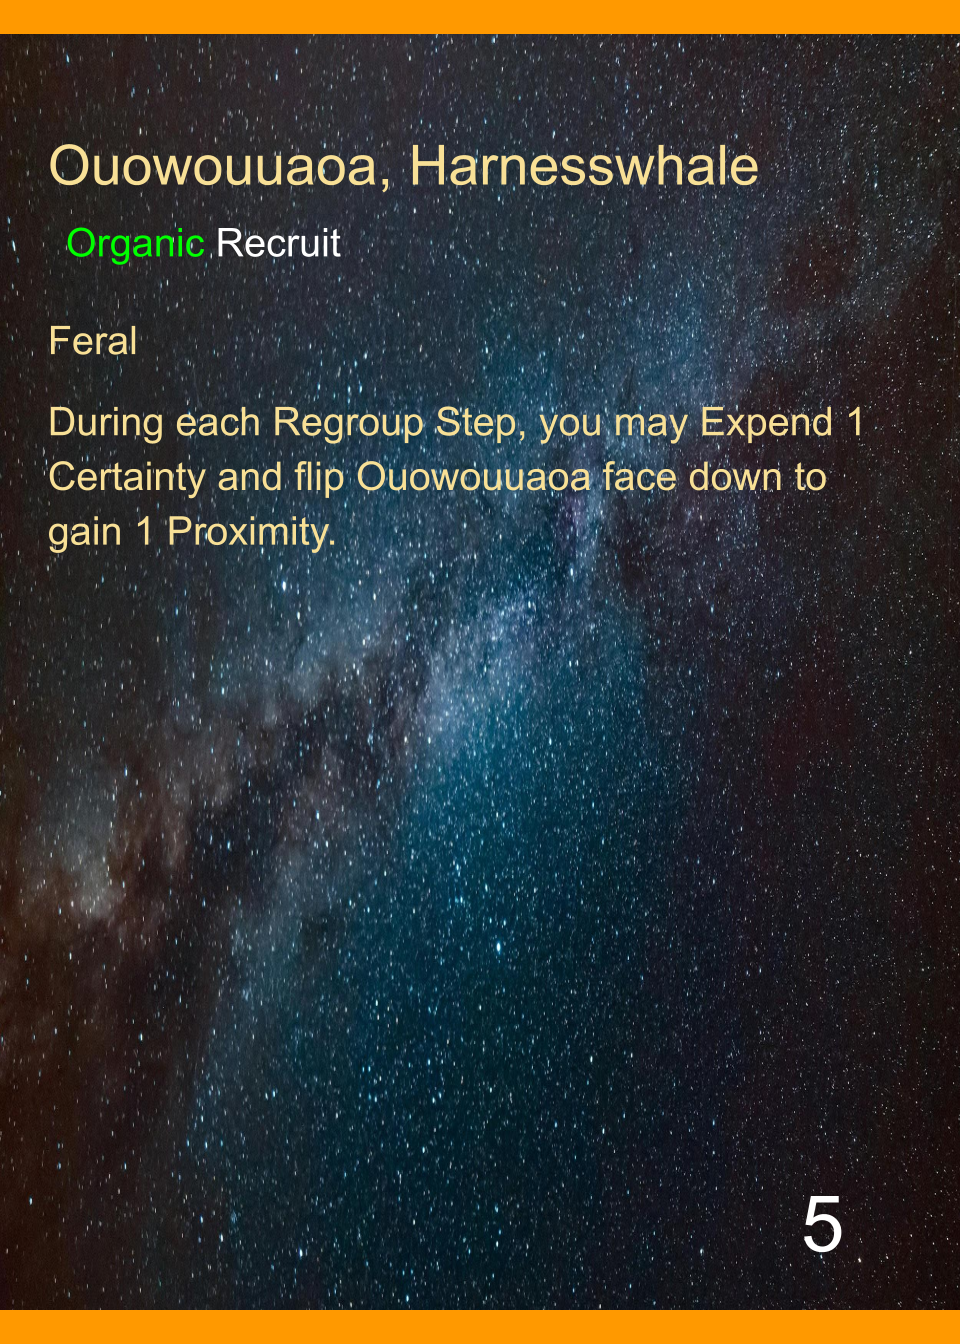 Ouowouuaoa, Harnesswhale
Organic Recruit
Feral
During each Regroup Step, you may Expend 1
Certainty and flip Ouowouuaoa face down to
gain 1 Proximity.
5